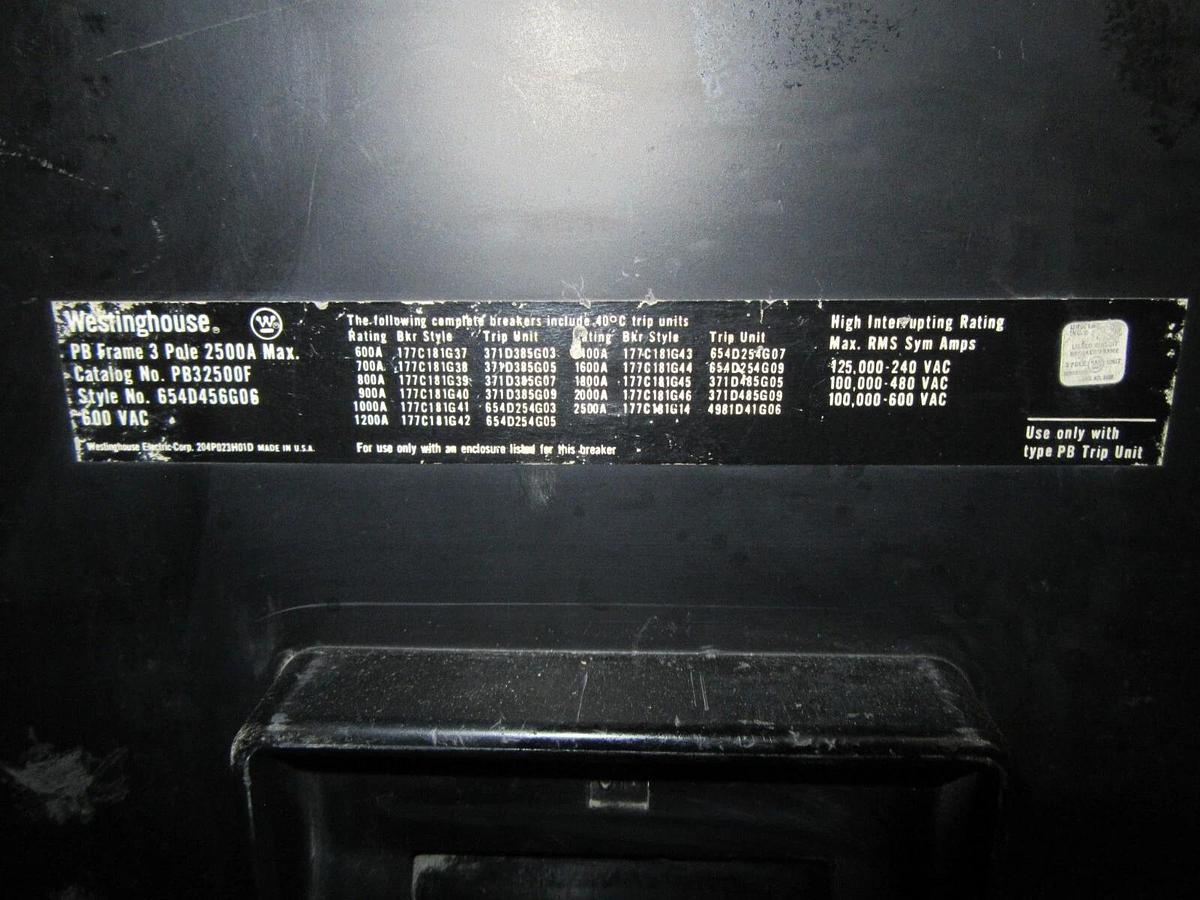 Westinghouse
PB Frame 3 Pole 2500A Max.
Catalog No. PB32500F
Style No. 654D456G06
600 VAC
Westinghouse Electric Corp. 204P023H01D MADE IN U.S.A.
The following complete breakers include 40°C trip units
Rating Bkr Style Trip Unit Rating Bkr Style Trip Unit
600A 177C181G37 371D385G03 1400A 177C181G43 654D254G07
700A 177C181G38 371D385G05 1600A 177C181G44 654D254G09
800A 177C181G39 371D385G07 1800A 177C181G45 371D485G05
900A 177C181G40 371D385G09 2000A 177C181G46 371D485G09
1000A 177C181G41 654D254G03 2500A 177C181G14 4981D41G06
1200A 177C181G42 654D254G05
For use only with an enclosure listed for this breaker
High Interrupting Rating
Max. RMS Sym Amps
125,000-240 VAC
100,000-480 VAC
100,000-600 VAC
Use only with
type PB Trip Unit